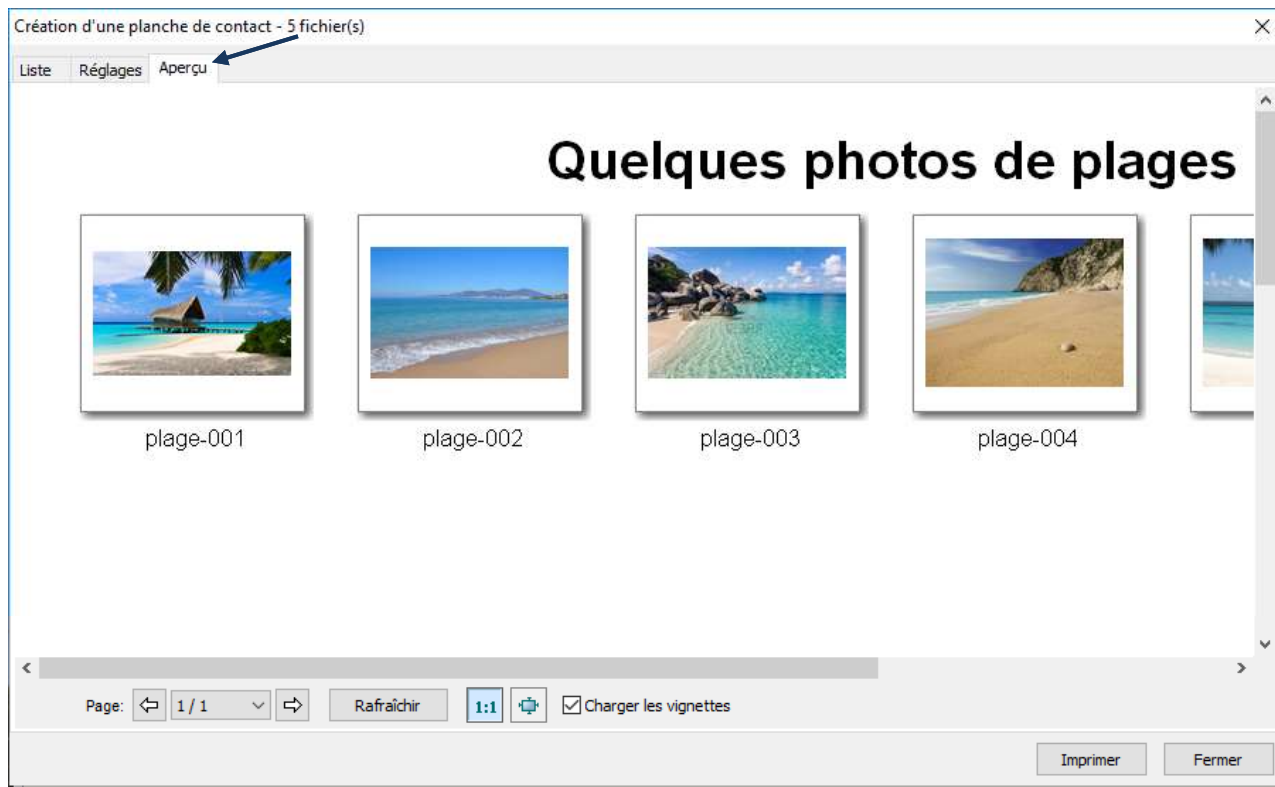 Création d'une planche de contact - 5 fichier(s)
Liste Réglages Aperçu
Quelques photos de plages
plage-001 plage-002 plage-003 plage-004
Page: 1 / 1 Rafraîchir 1:1 Charger les vignettes
Imprimer Fermer